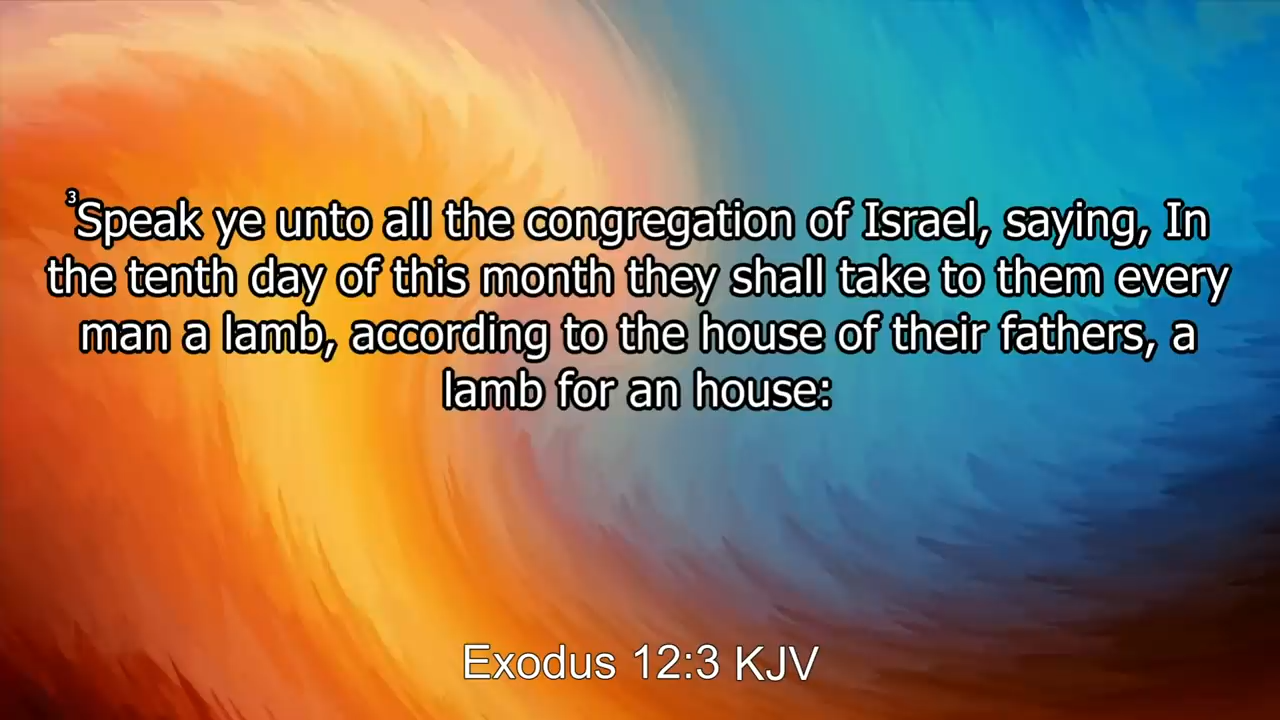 ³Speak ye unto all the congregation of Israel, saying, In
the tenth day of this month they shall take to them every
man a lamb, according to the house of their fathers, a
lamb for an house:
Exodus 12:3 KJV